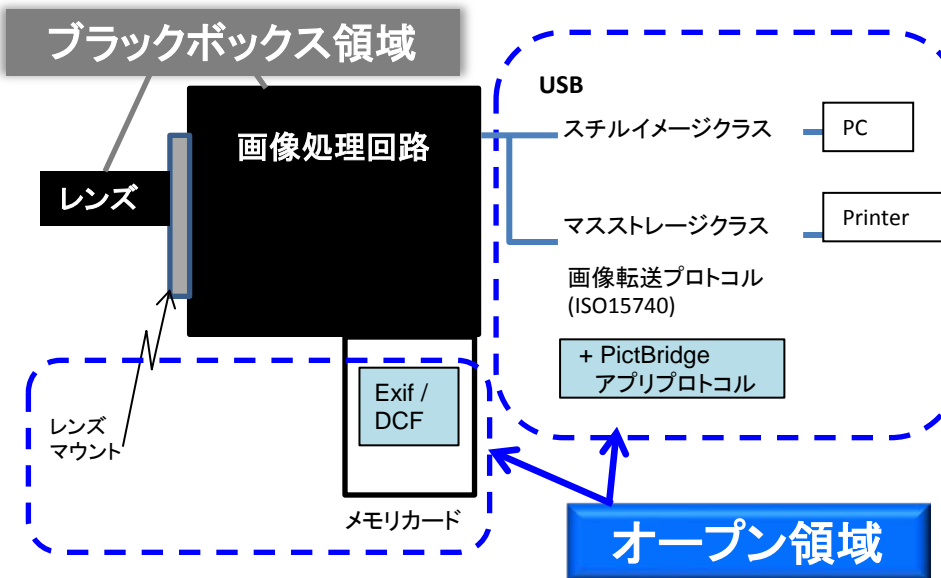 ブラックボックス領域
USB
スチルイメージクラス
PC
画像処理回路
レンズ
マスストレージクラス
Printer
画像転送プロトコル
(ISO15740)
+ PictBridge
アプリプロトコル
Exif /
DCF
レンズ
マウント
メモリカード
オープン領域